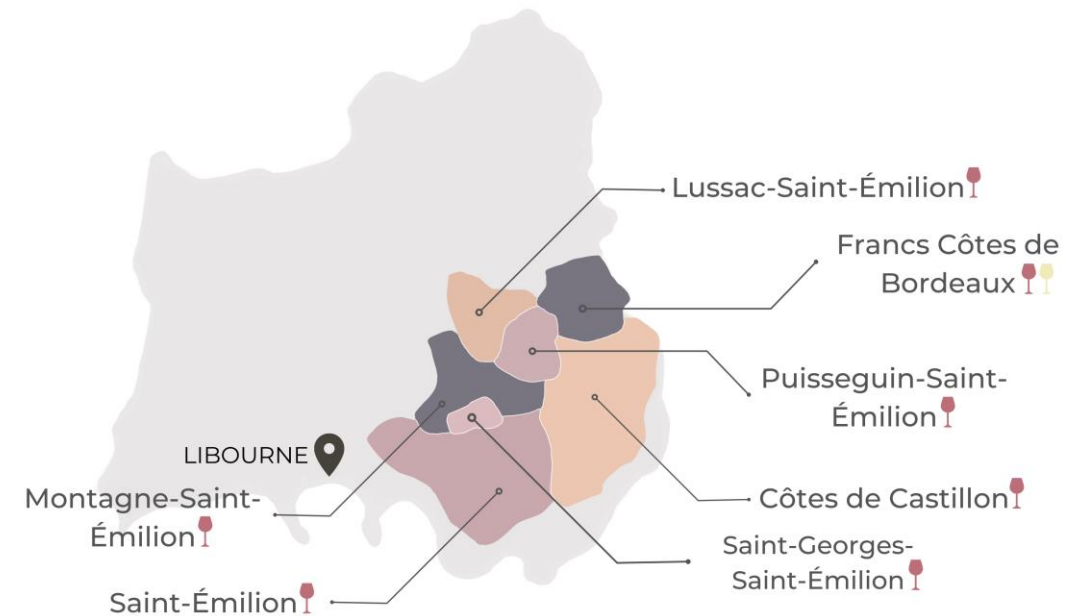 Lussac-Saint-Émilion
Francs Côtes de
Bordeaux
Puisseguin-Saint-
Émilion
LIBOURNE
Montagne-Saint-
Émilion
Côtes de Castillon
Saint-Georges-
Saint-Émilion
Saint-Émilion